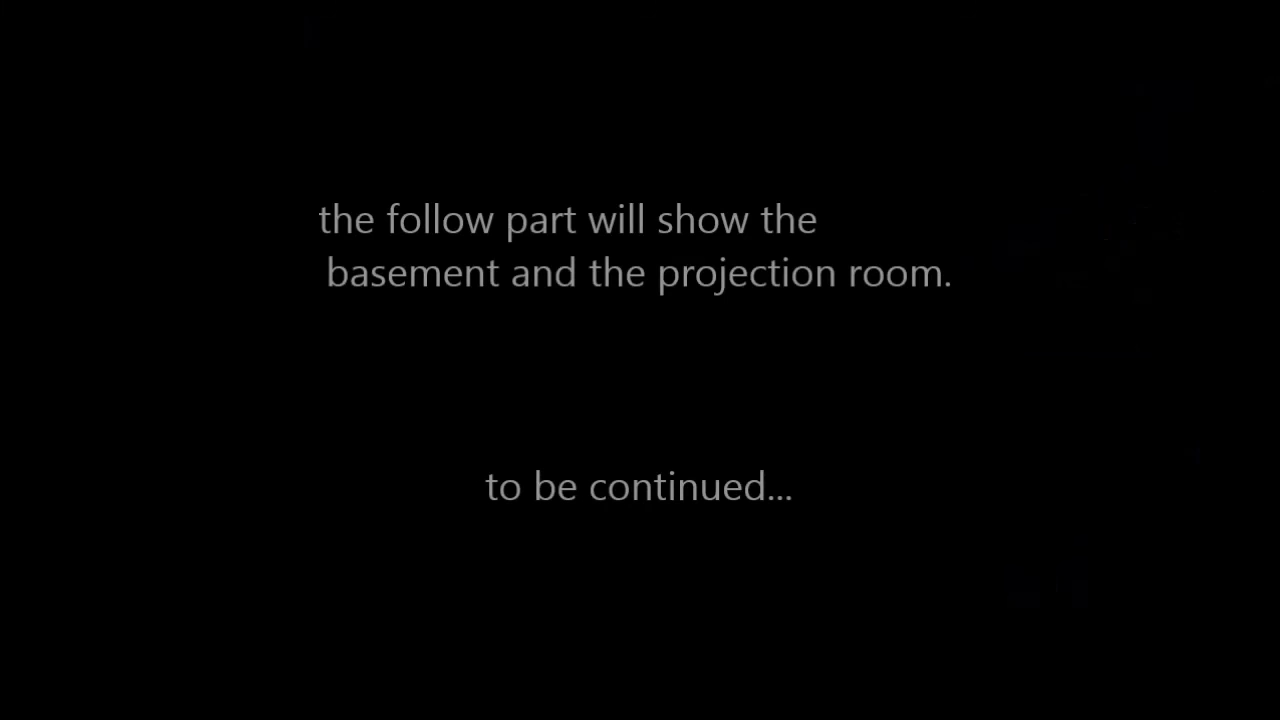 the follow part will show the
basement and the projection room.
to be continued...